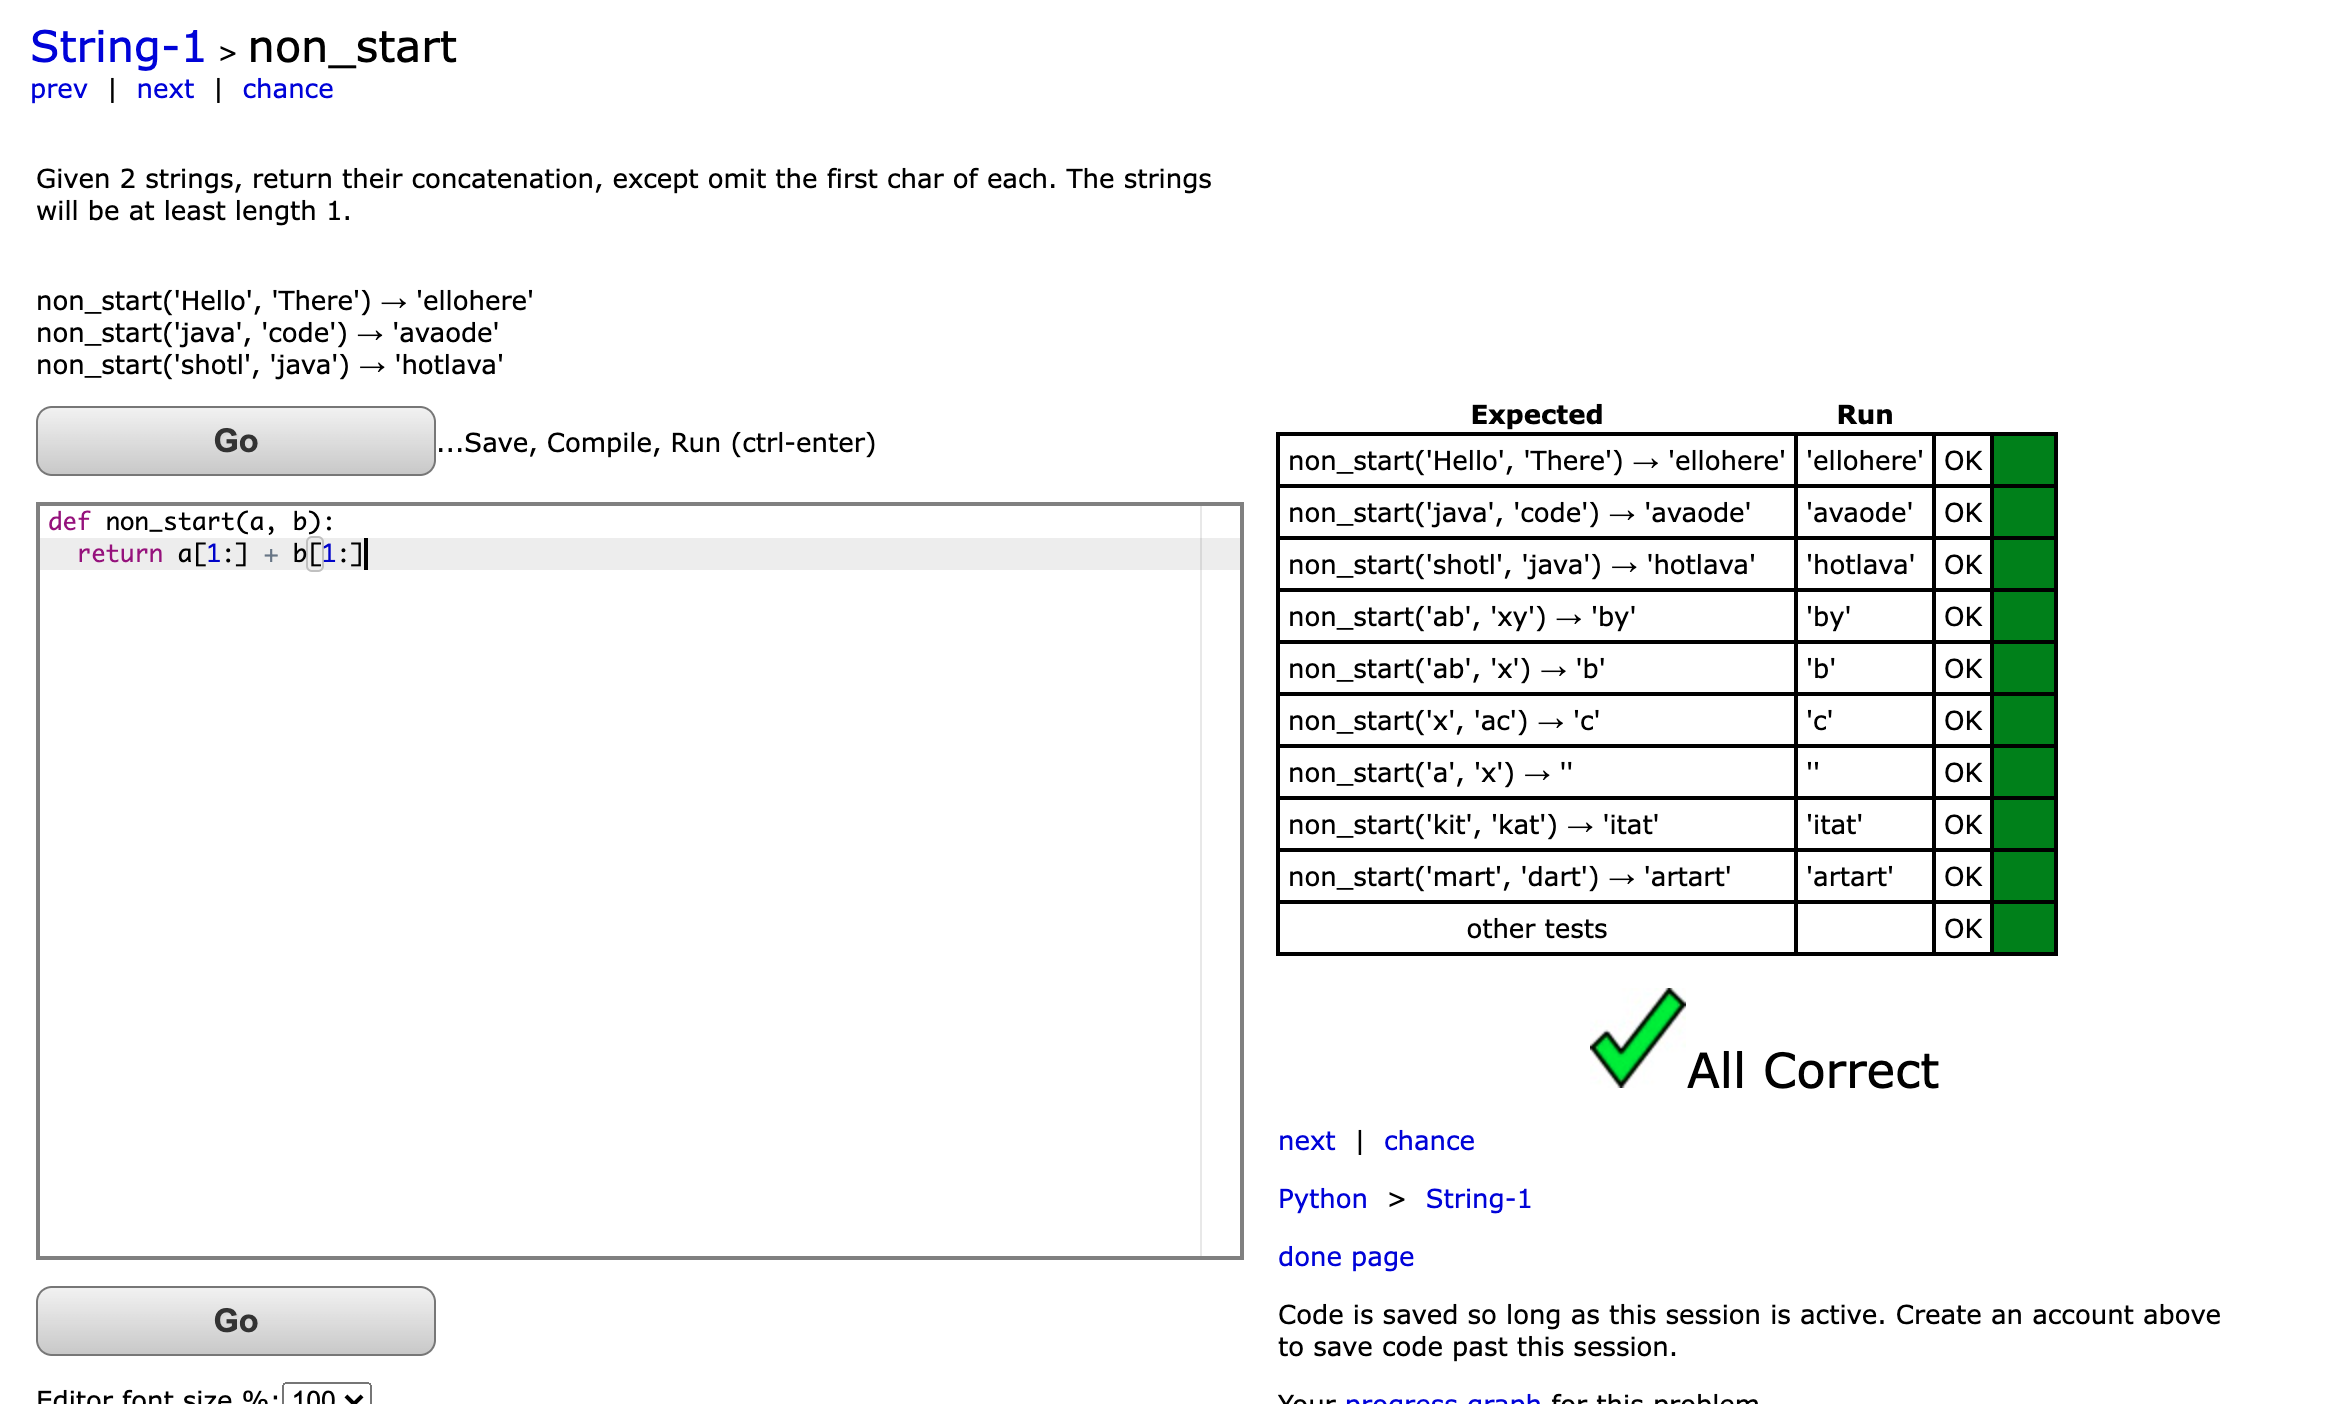 String-1 > non_start
prev | next | chance
Given 2 strings, return their concatenation, except omit the first char of each. The strings
will be at least length 1.
non_start('Hello', 'There') → 'ellohere'
non_start('java', 'code') → 'avaode'
non_start('shotl', 'java') → 'hotlava'
Go ...Save, Compile, Run (ctrl-enter)
def non_start(a, b):
  return a[1:] + b[1:]
Go
Editor font size %: 100
Expected Run
non_start('Hello', 'There') → 'ellohere' 'ellohere' OK
non_start('java', 'code') → 'avaode' 'avaode' OK
non_start('shotl', 'java') → 'hotlava' 'hotlava' OK
non_start('ab', 'xy') → 'by' 'by' OK
non_start('ab', 'x') → 'b' 'b' OK
non_start('x', 'ac') → 'c' 'c' OK
non_start('a', 'x') → '' '' OK
non_start('kit', 'kat') → 'itat' 'itat' OK
non_start('mart', 'dart') → 'artart' 'artart' OK
other tests OK
All Correct
next | chance
Python > String-1
done page
Code is saved so long as this session is active. Create an account above
to save code past this session.
Your progress graph for this problem